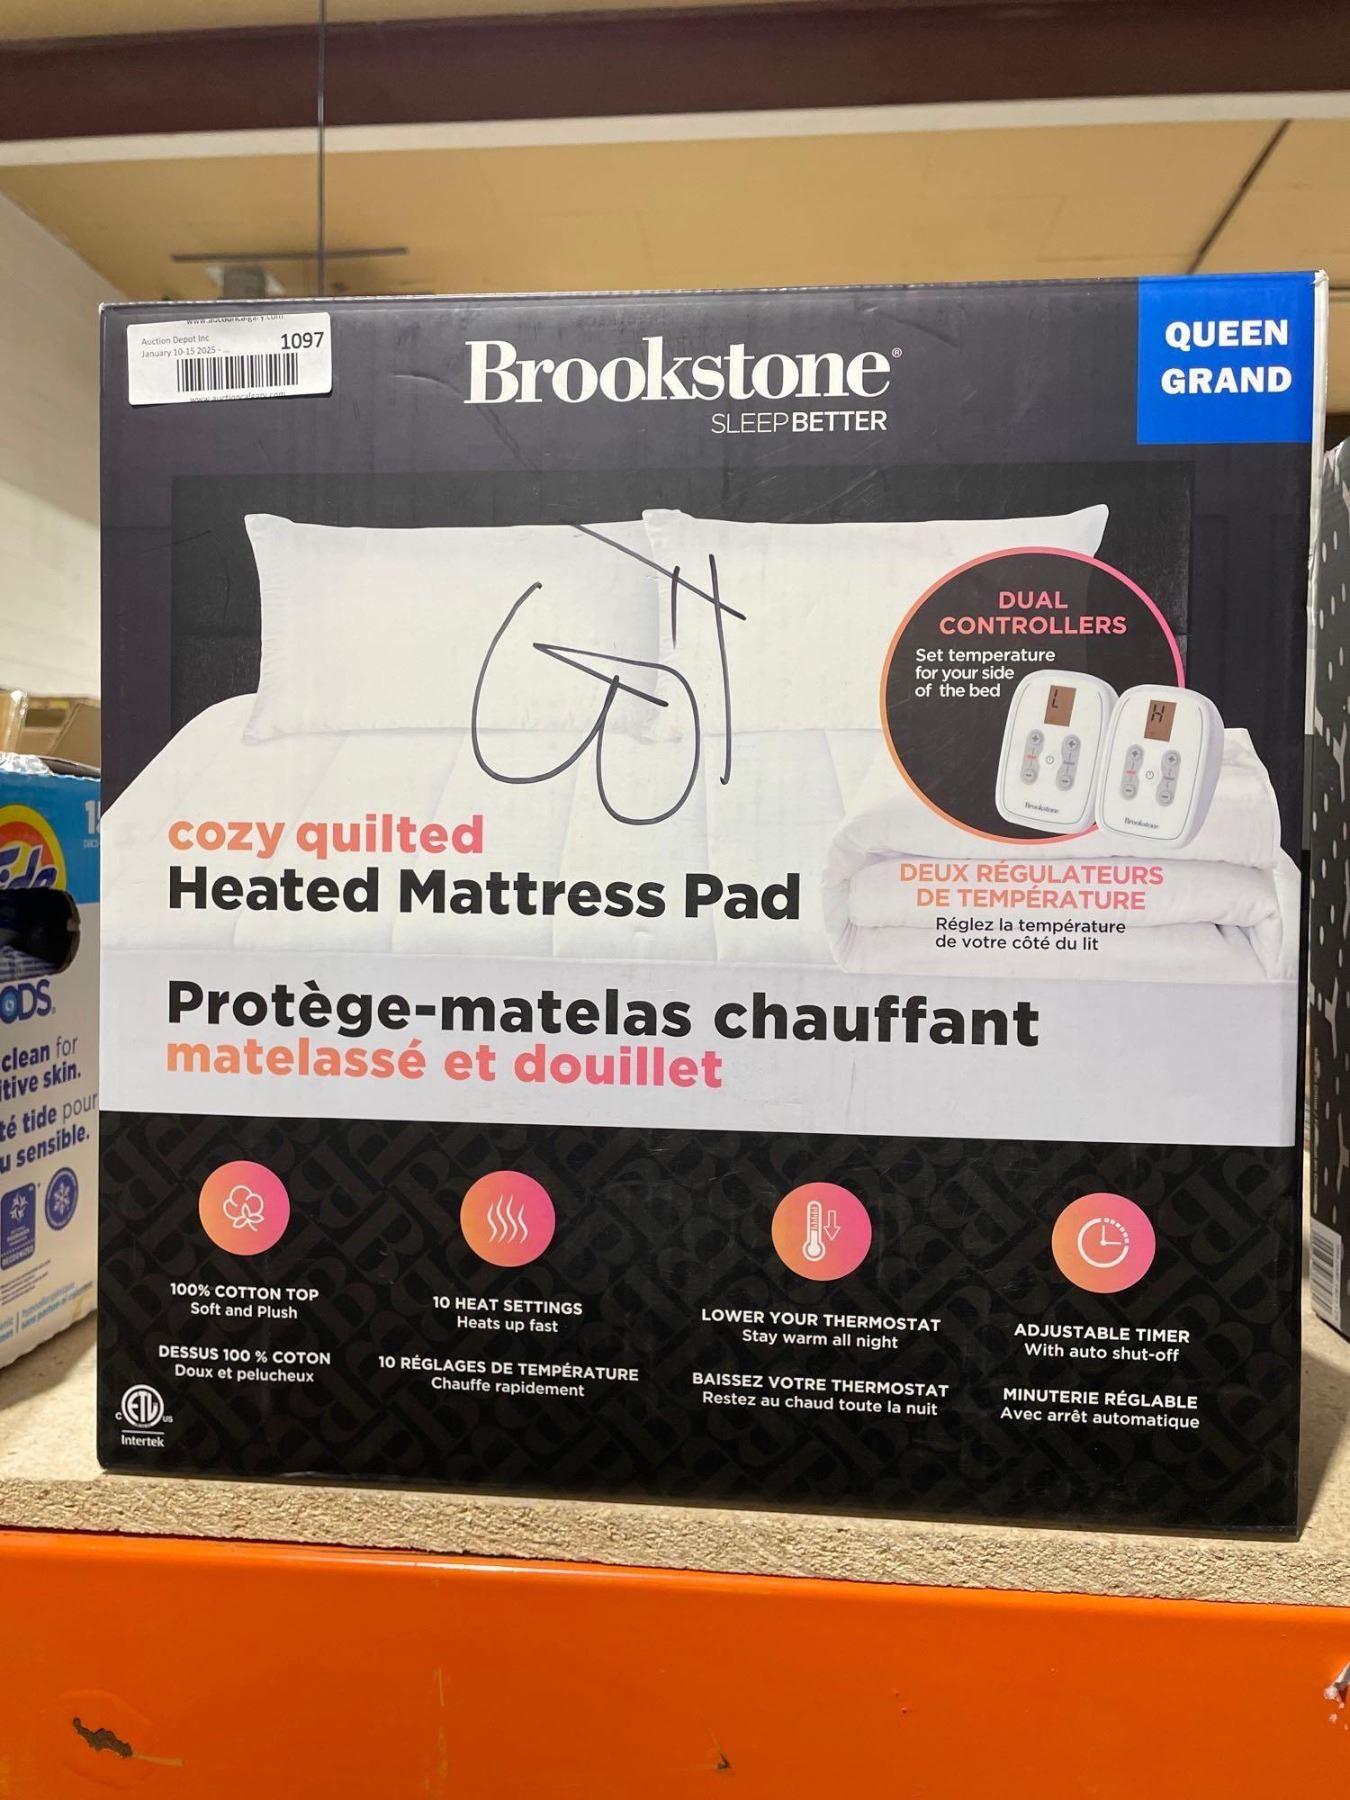 Auction Depot Inc
January 10-15 2025 - ...
1097
www.auctioncalgary.com
Brookstone®
SLEEP BETTER
QUEEN
GRAND
DUAL
CONTROLLERS
Set temperature
for your side
of the bed
L
H
Brookstone
Brookstone
cozy quilted
Heated Mattress Pad
DEUX RÉGULATEURS
DE TEMPÉRATURE
Réglez la température
de votre côté du lit
Protège-matelas chauffant
matelassé et douillet
100% COTTON TOP
Soft and Plush
DESSUS 100 % COTON
Doux et pelucheux
10 HEAT SETTINGS
Heats up fast
10 RÉGLAGES DE TEMPÉRATURE
Chauffe rapidement
LOWER YOUR THERMOSTAT
Stay warm all night
BAISSEZ VOTRE THERMOSTAT
Restez au chaud toute la nuit
ADJUSTABLE TIMER
With auto shut-off
MINUTERIE RÉGLABLE
Avec arrêt automatique
C ETL US
Intertek
clean for
itive skin.
té tide pour
u sensible.